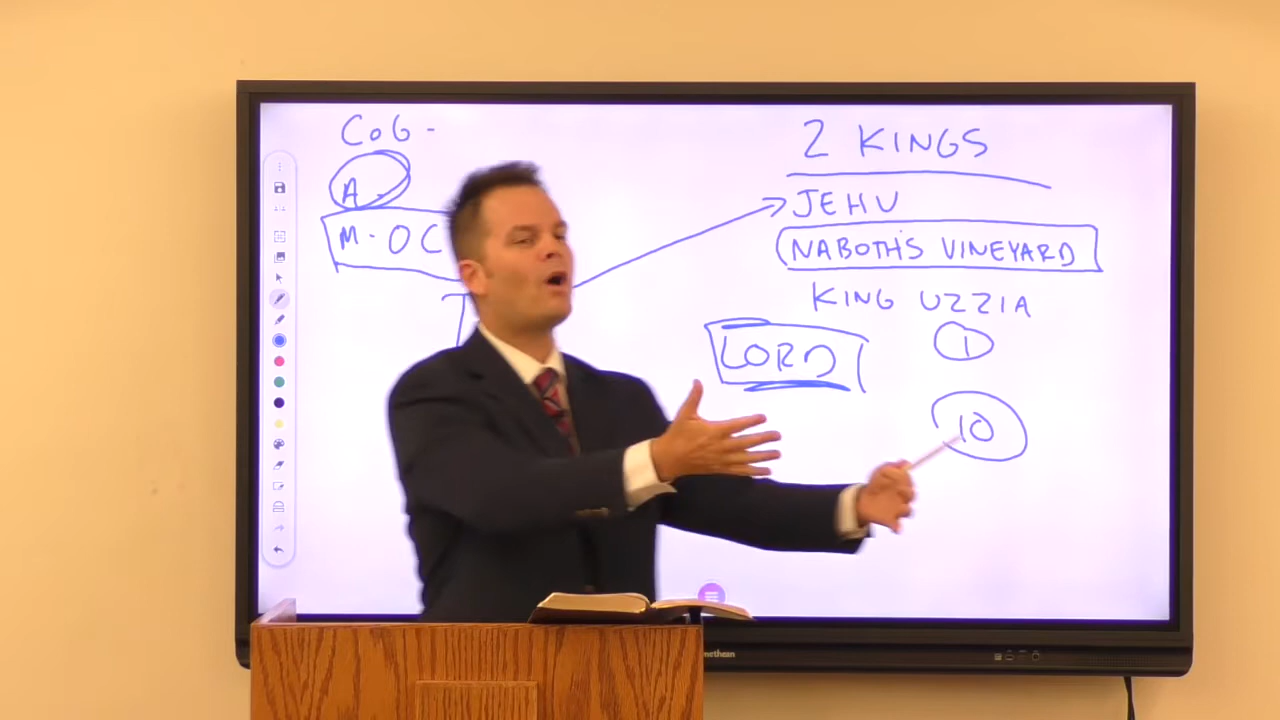 CoG -
A -
M - OC
2 KINGS
JEHU
NABOTH'S VINEYARD
KING UZZIA
LORD
1
10